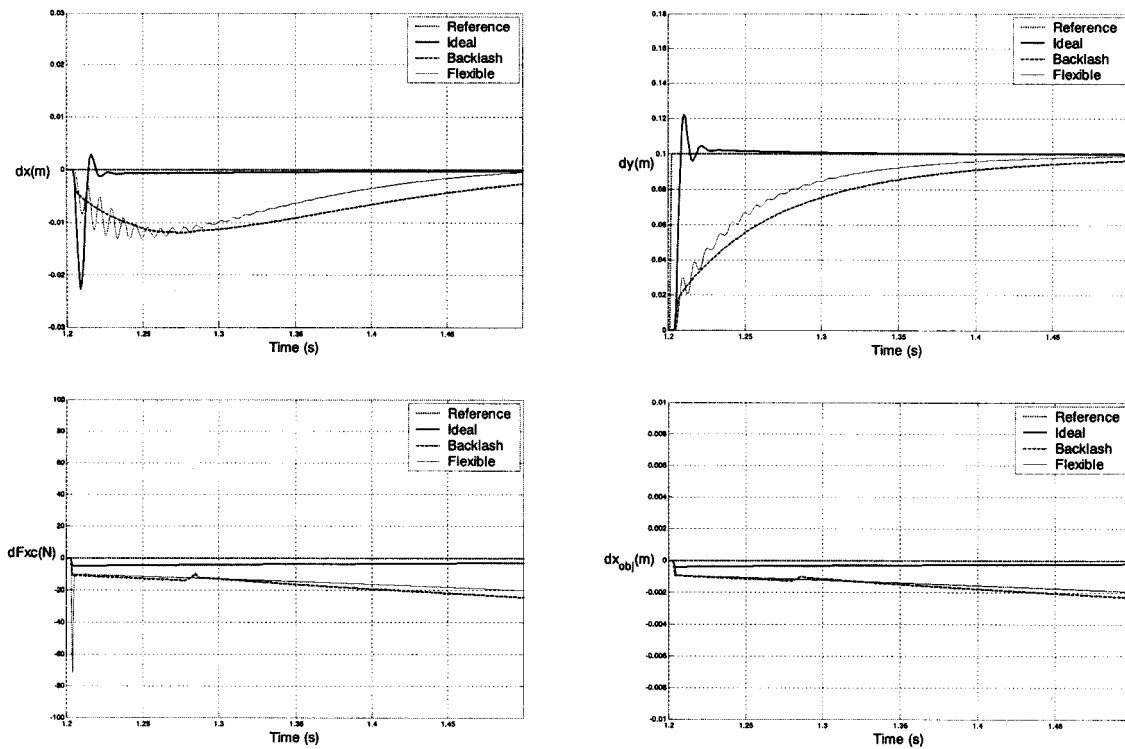 0.03
Reference
Ideal
Backlash
Flexible
0.02
0.01
dx(m)
0
-0.01
-0.02
-0.03
1.2 1.25 1.3 1.35 1.4 1.45
Time (s)
0.18
Reference
Ideal
Backlash
Flexible
0.16
0.14
0.12
dy(m)
0.1
0.08
0.06
0.04
0.02
0
1.2 1.25 1.3 1.35 1.4 1.45
Time (s)
100
Reference
Ideal
Backlash
Flexible
80
60
40
20
dFxc(N)
0
-20
-40
-60
-80
-100
1.2 1.25 1.3 1.35 1.4 1.45
Time (s)
0.01
Reference
Ideal
Backlash
Flexible
0.008
0.006
0.004
0.002
dx_obj(m)
0
-0.002
-0.004
-0.006
-0.008
-0.01
1.2 1.25 1.3 1.35 1.4 1.45
Time (s)